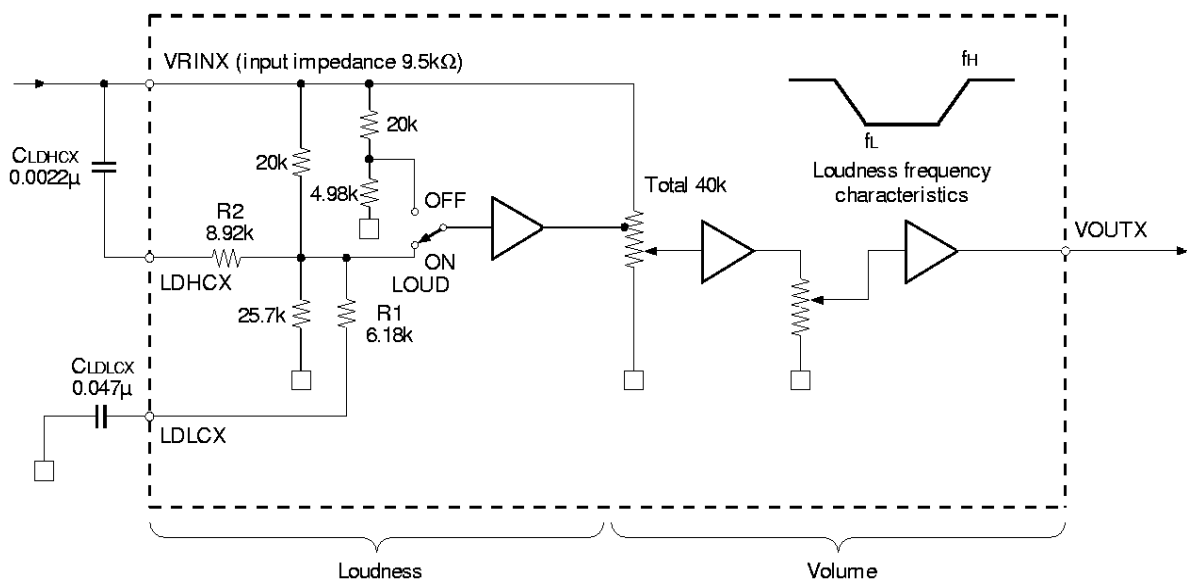 VRINX (input impedance 9.5kΩ)
fH
20k
CLDHCX
0.0022μ
20k
fL
4.98k
Loudness frequency
characteristics
Total 40k
OFF
R2
8.92k
VOUTX
LDHCX
ON
LOUD
25.7k
R1
6.18k
CLDLCX
0.047μ
LDLCX
Loudness
Volume